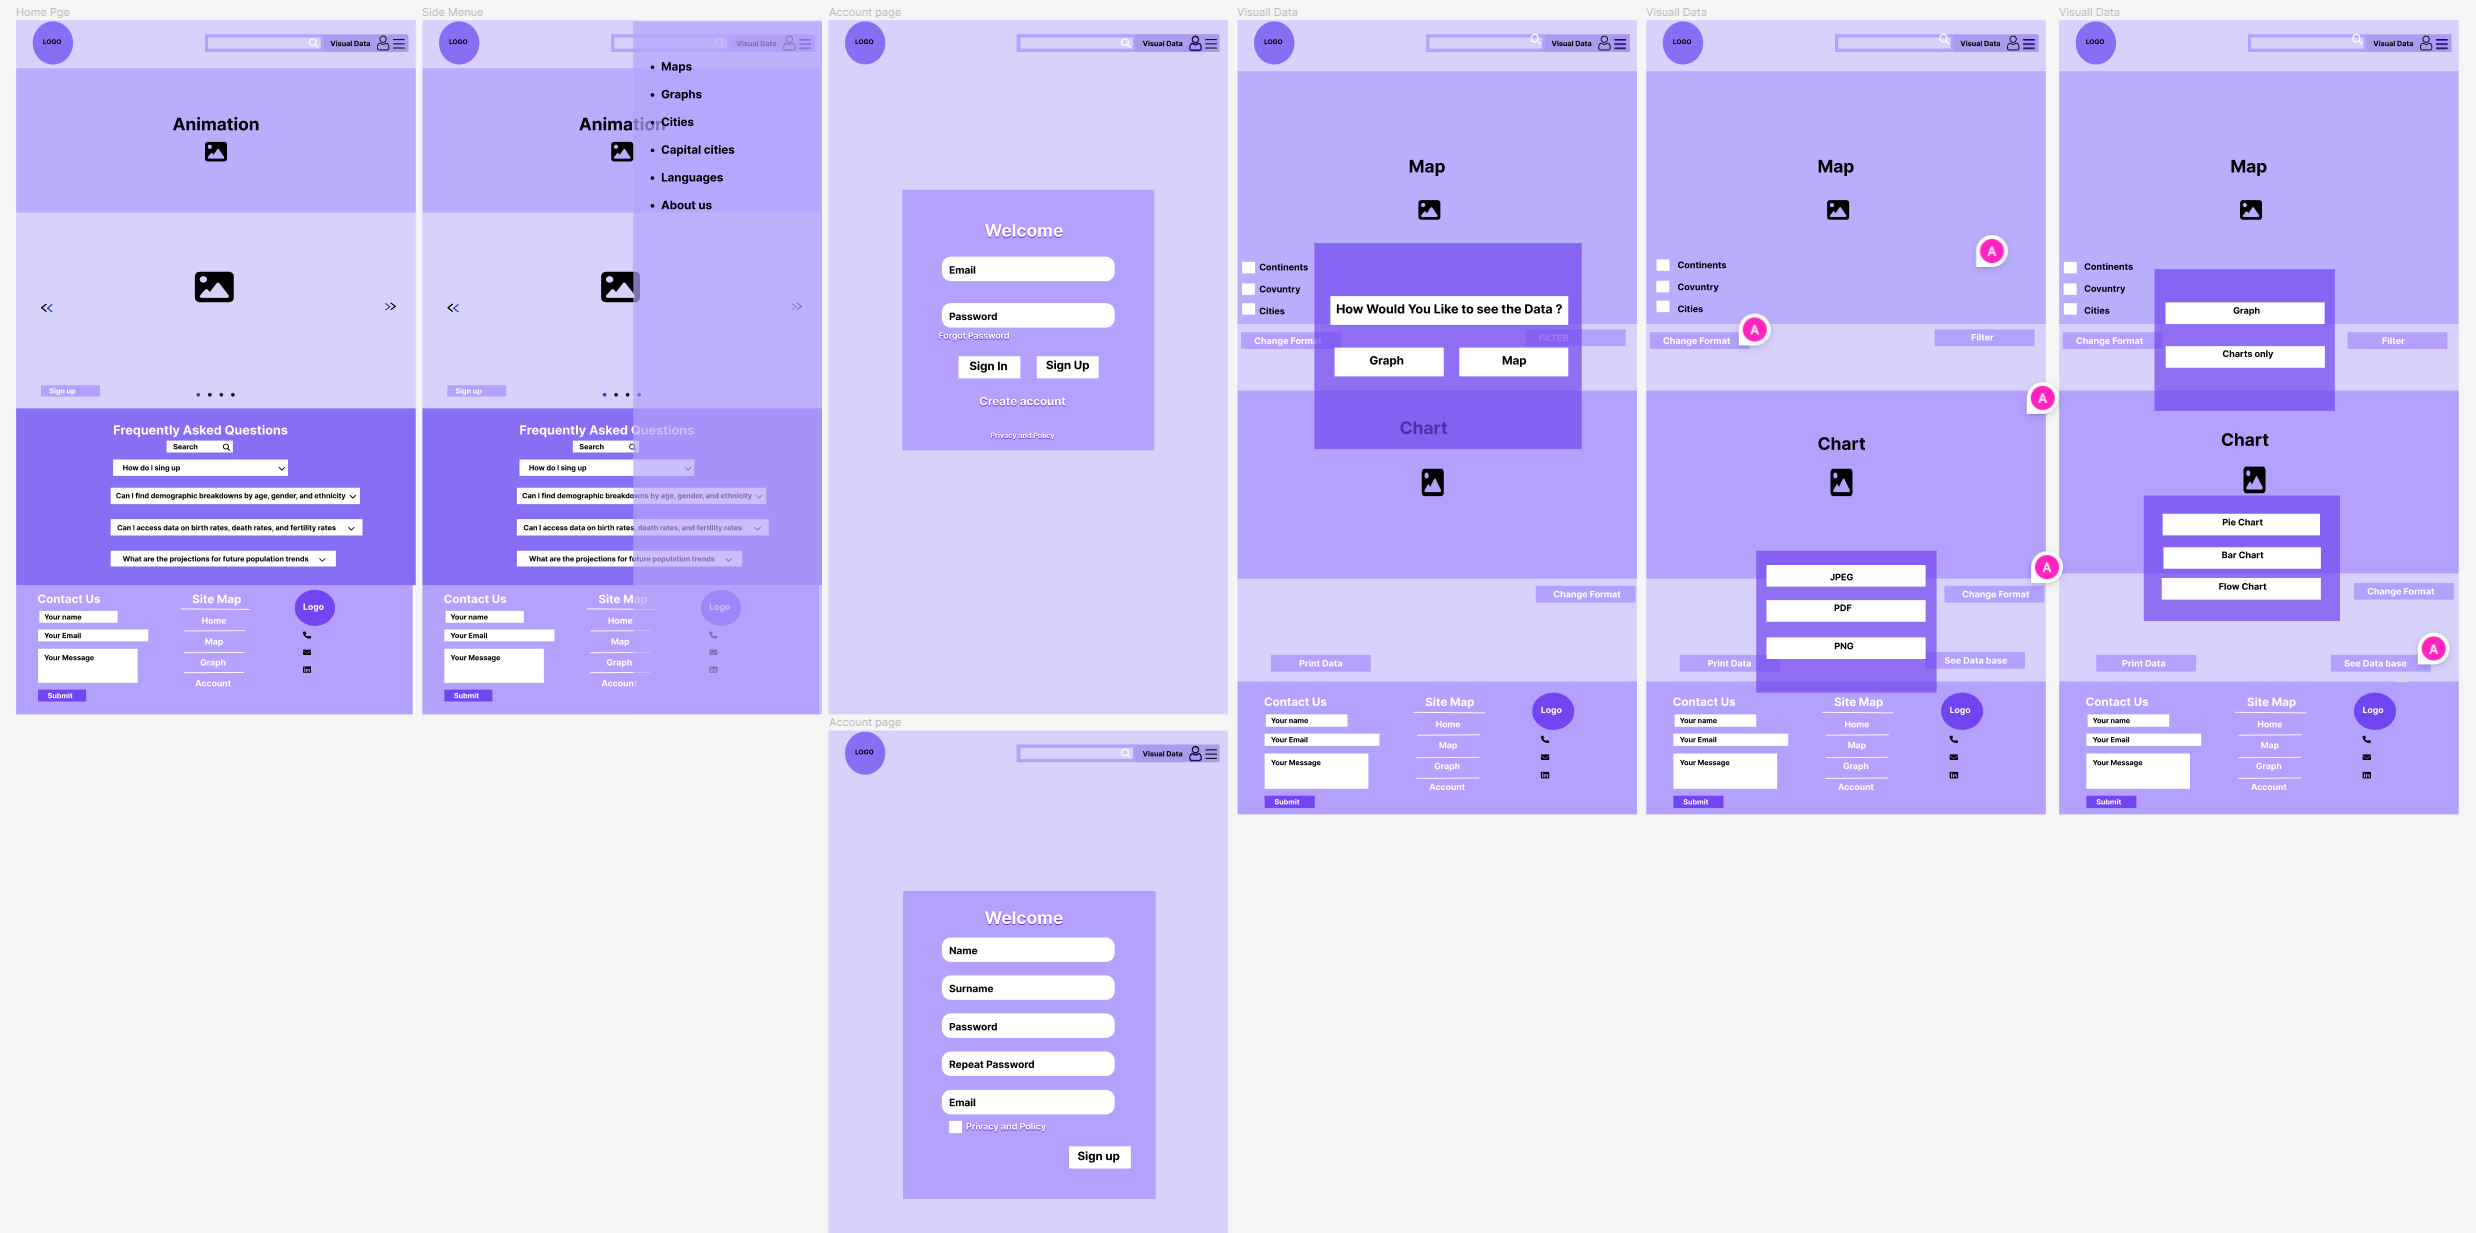 Home Pge
LOGO
Visual Data
Animation
Sign up
Frequently Asked Questions
Search
How do I sing up
Can I find demographic breakdowns by age, gender, and ethnicity
Can I access data on birth rates, death rates, and fertility rates
What are the projections for future population trends
Contact Us
Your name
Your Email
Your Message
Submit
Site Map
Home
Map
Graph
Account
Logo
Side Menue
LOGO
Visual Data
Maps
Graphs
Cities
Capital cities
Languages
About us
Animation
Sign up
Frequently Asked Questions
Search
How do I sing up
Can I find demographic breakdowns by age, gender, and ethnicity
Can I access data on birth rates, death rates, and fertility rates
What are the projections for future population trends
Contact Us
Your name
Your Email
Your Message
Submit
Site Map
Home
Map
Graph
Account
Logo
Account page
LOGO
Visual Data
Welcome
Email
Password
Forgot Password
Sign In
Sign Up
Create account
Privacy and Policy
Account page
LOGO
Visual Data
Welcome
Name
Surname
Password
Repeat Password
Email
Privacy and Policy
Sign up
Visuall Data
LOGO
Visual Data
Map
Continents
Covuntry
Cities
How Would You Like to see the Data ?
Graph
Map
Change Format
FILTER
Chart
Change Format
Print Data
Contact Us
Your name
Your Email
Your Message
Submit
Site Map
Home
Map
Graph
Account
Logo
Visuall Data
LOGO
Visual Data
Map
A
Continents
Covuntry
Cities
A
Change Format
Filter
A
Chart
A
JPEG
PDF
PNG
Change Format
Print Data
See Data base
Contact Us
Your name
Your Email
Your Message
Submit
Site Map
Home
Map
Graph
Account
Logo
Visuall Data
LOGO
Visual Data
Map
Continents
Covuntry
Cities
Graph
Charts only
Change Format
Filter
Chart
Pie Chart
Bar Chart
Flow Chart
Change Format
Print Data
See Data base
A
Contact Us
Your name
Your Email
Your Message
Submit
Site Map
Home
Map
Graph
Account
Logo